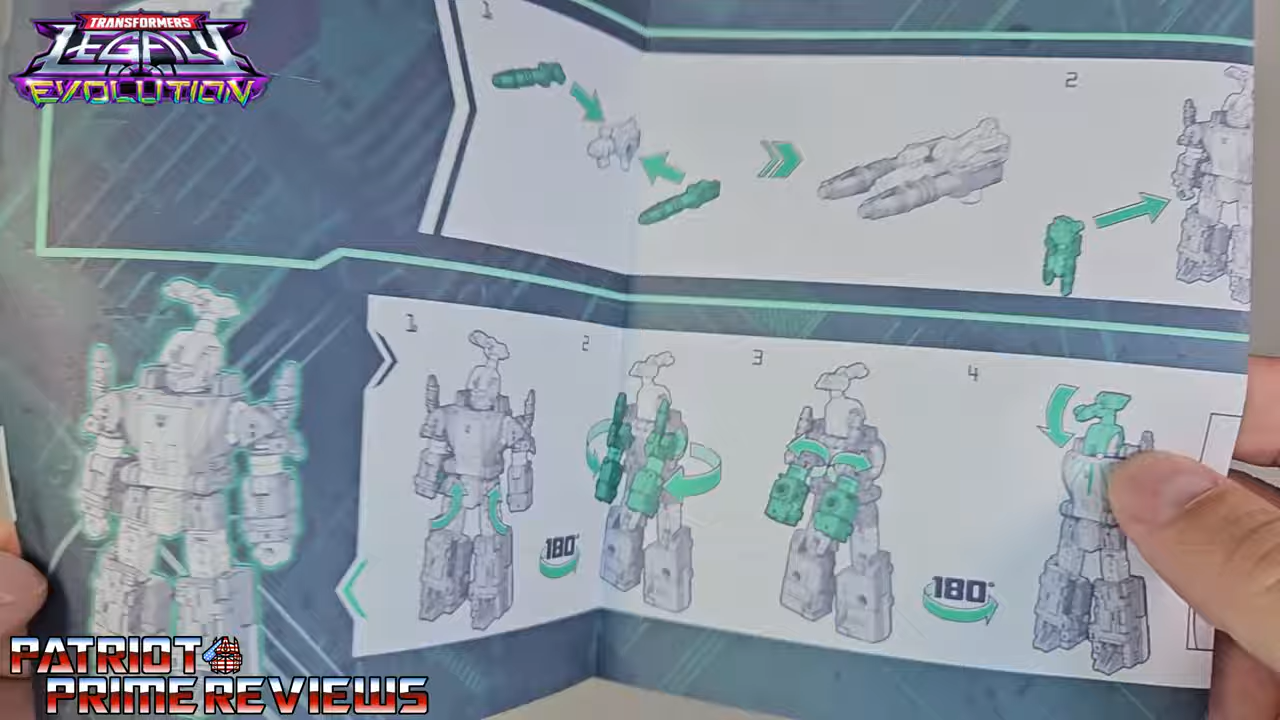 TRANSFORMERS
LEGACY
EVOLUTION
1
2
1
2
3
4
180°
180°
PATRIOT
PRIME REVIEWS